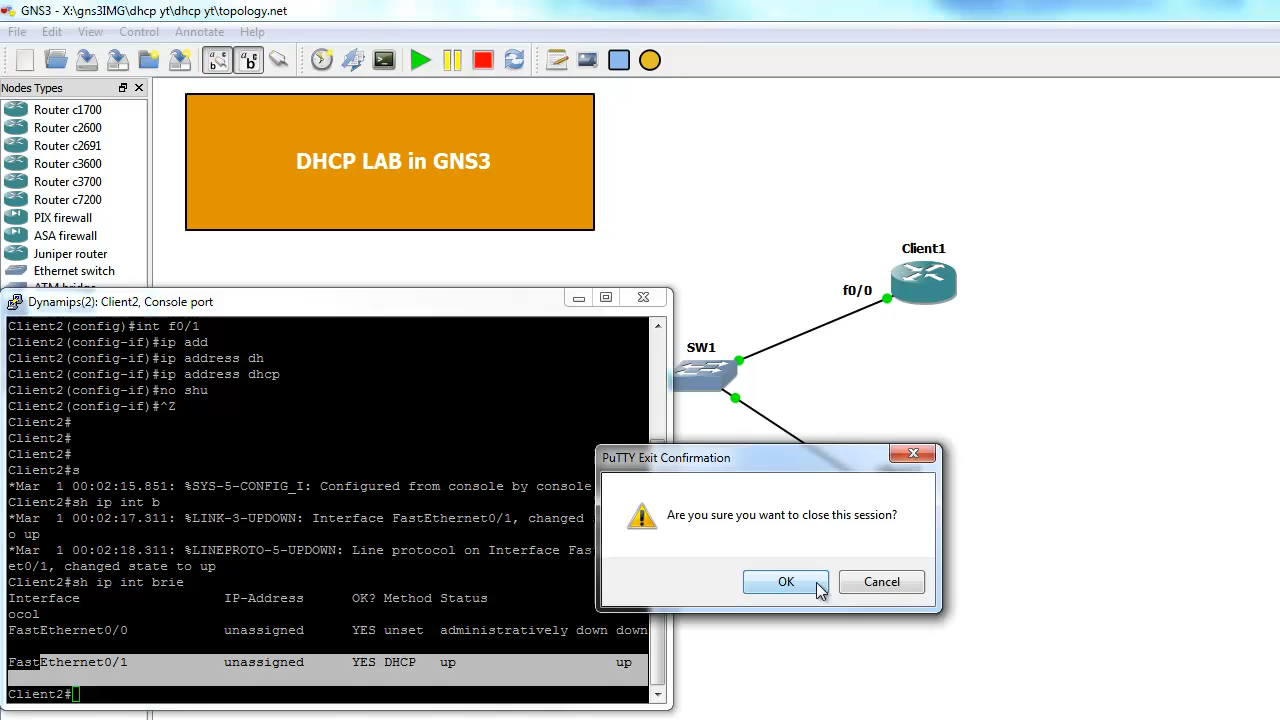 GNS3 - X:\gns3IMG\dhcp yt\dhcp yt\topology.net
File Edit View Control Annotate Help
Nodes Types
Router c1700
Router c2600
Router c2691
Router c3600
Router c3700
Router c7200
PIX firewall
ASA firewall
Juniper router
Ethernet switch
DHCP LAB in GNS3
Client1
f0/0
SW1
Dynamips(2): Client2, Console port
Client2(config)#int f0/1
Client2(config-if)#ip add
Client2(config-if)#ip address dh
Client2(config-if)#ip address dhcp
Client2(config-if)#no shu
Client2(config-if)#^Z
Client2#
Client2#
Client2#
Client2#s
*Mar 1 00:02:15.851: %SYS-5-CONFIG_I: Configured from console by console
Client2#sh ip int b
*Mar 1 00:02:17.311: %LINK-3-UPDOWN: Interface FastEthernet0/1, changed
o up
*Mar 1 00:02:18.311: %LINEPROTO-5-UPDOWN: Line protocol on Interface Fas
et0/1, changed state to up
Client2#sh ip int brie
Interface IP-Address OK? Method Status
ocol
FastEthernet0/0 unassigned YES unset administratively down down
FastEthernet0/1 unassigned YES DHCP up up
Client2#
PuTTY Exit Confirmation
Are you sure you want to close this session?
OK Cancel